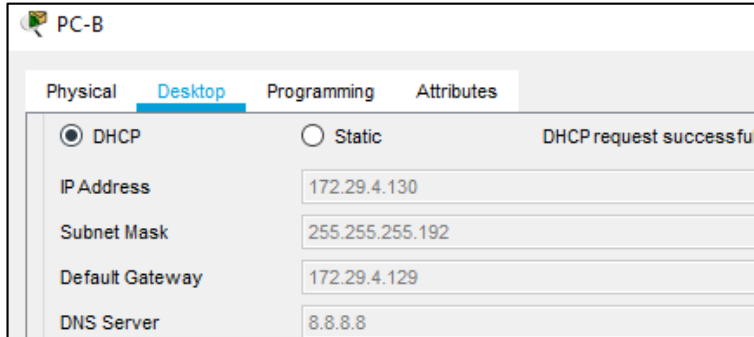 PC-B
Physical Desktop Programming Attributes
DHCP Static DHCP request successful
IP Address 172.29.4.130
Subnet Mask 255.255.255.192
Default Gateway 172.29.4.129
DNS Server 8.8.8.8